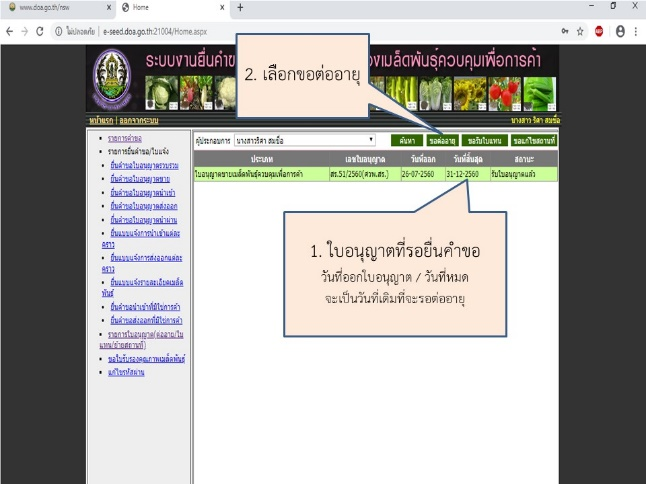 www.doa.go.th/nsw
Home
ไม่ปลอดภัย | e-seed.doa.go.th:21004/Home.aspx
ระบบงานยื่นคำข
งเมล็ดพันธุ์ควบคุมเพื่อการค้า
2. เลือกขอต่ออายุ
หน้าแรก | ออกจากระบบ
นางสาว ริศา สมชื่อ
รายการคำขอ
รายการยื่นคำขอ/ใบแจ้ง
ยื่นคำขอใบอนุญาตรวบรวม
ยื่นคำขอใบอนุญาตขาย
ยื่นคำขอใบอนุญาตนำเข้า
ยื่นคำขอใบอนุญาตส่งออก
ยื่นคำขอใบอนุญาตนำผ่าน
ยื่นแบบแจ้งการนำเข้าแต่ละ
คราว
ยื่นแบบแจ้งการส่งออกแต่ละ
คราว
ยื่นแบบแจ้งรายละเอียดเมล็ด
พันธุ์
ยื่นคำขอนำเข้าที่มิใช่การค้า
ยื่นคำขอส่งออกที่มิใช่การค้า
รายการใบอนุญาต(ต่ออายุ/ใบ
แทน/ย้ายสถานที่)
ขอใบรับรองคุณภาพเมล็ดพันธุ์
แก้ไขรหัสผ่าน
ผู้ประกอบการ นางสาวริศา สมชื่อ ค้นหา ขอต่ออายุ ขอรับใบแทน ขอแก้ไขสถานที่
ประเภท เลขใบอนุญาต วันที่ออก วันที่สิ้นสุด สถานะ
ใบอนุญาตขายเมล็ดพันธุ์ควบคุมเพื่อการค้า สร.51/2560(ศวพ.สร.) 26-07-2560 31-12-2560 รับใบอนุญาตแล้ว
1. ใบอนุญาตที่รอยื่นคำขอ
วันที่ออกใบอนุญาต / วันที่หมด
จะเป็นวันที่เดิมที่จะรอต่ออายุ